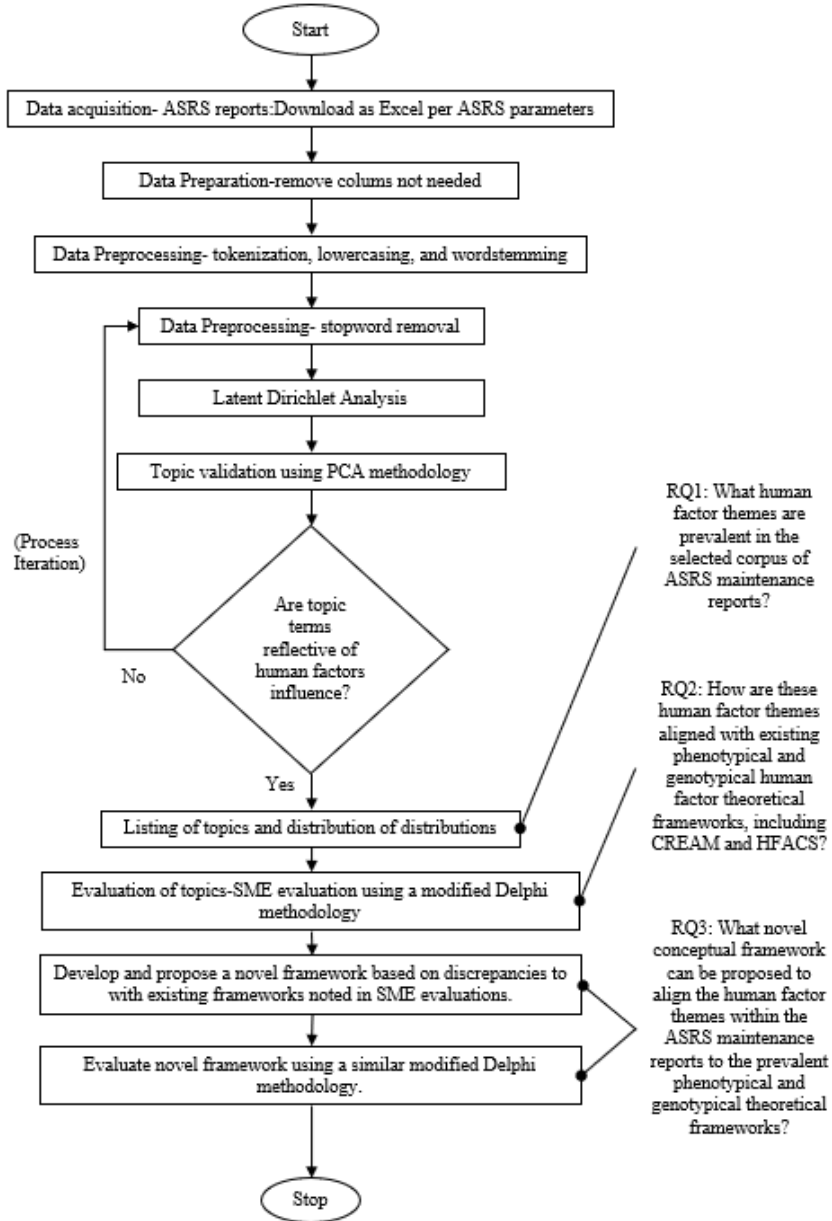 Start
Data acquisition- ASRS reports:Download as Excel per ASRS parameters
Data Preparation-remove colums not needed
Data Preprocessing- tokenization, lowercasing, and wordstemming
Data Preprocessing- stopword removal
Latent Dirichlet Analysis
Topic validation using PCA methodology
(Process
Iteration)
Are topic
terms
reflective of
human factors
influence?
No
Yes
Listing of topics and distribution of distributions
Evaluation of topics-SME evaluation using a modified Delphi
methodology
Develop and propose a novel framework based on discrepancies to
with existing frameworks noted in SME evaluations.
Evaluate novel framework using a similar modified Delphi
methodology.
Stop
RQ1: What human
factor themes are
prevalent in the
selected corpus of
ASRS maintenance
reports?
RQ2: How are these
human factor themes
aligned with existing
phenotypical and
genotypical human
factor theoretical
frameworks, including
CREAM and HFACS?
RQ3: What novel
conceptual framework
can be proposed to
align the human factor
themes within the
ASRS maintenance
reports to the prevalent
phenotypical and
genotypical theoretical
frameworks?